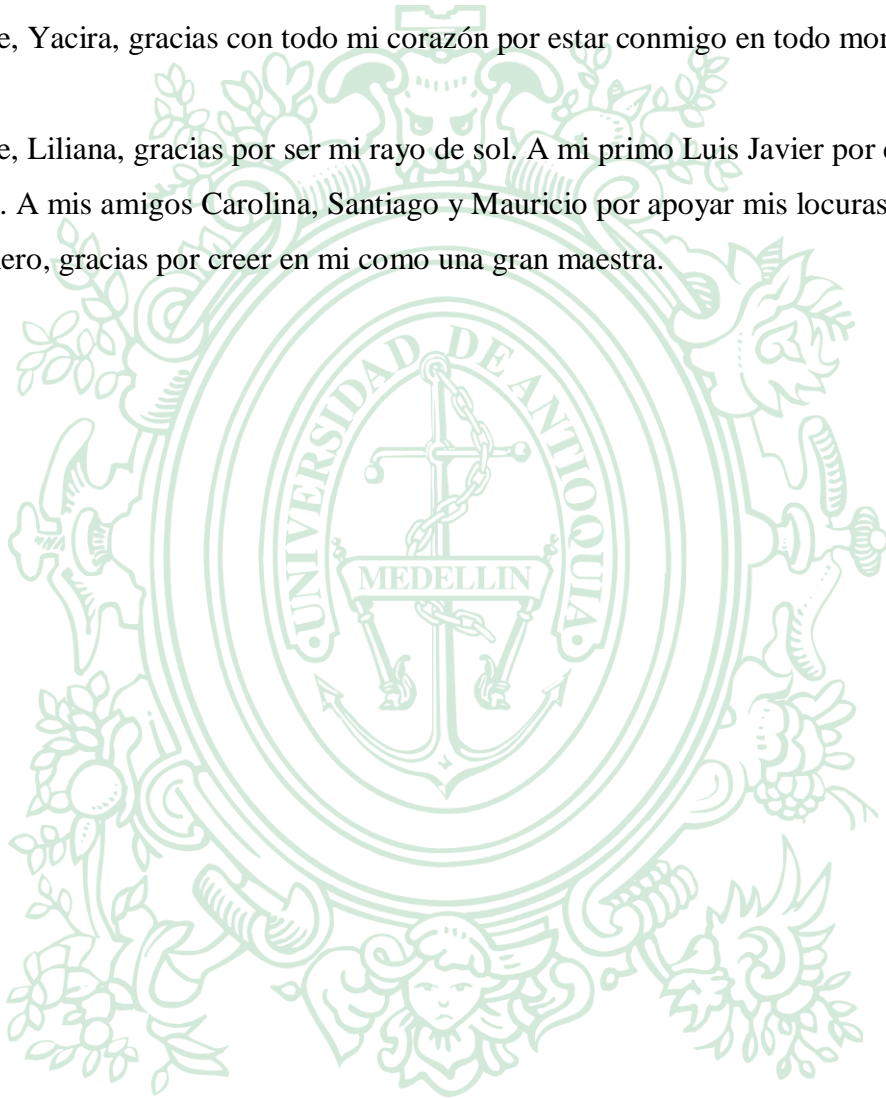 e, Yacira, gracias con todo mi corazón por estar conmigo en todo mor
e, Liliana, gracias por ser mi rayo de sol. A mi primo Luis Javier por
. A mis amigos Carolina, Santiago y Mauricio por apoyar mis locuras
ero, gracias por creer en mi como una gran maestra.
UNIVERSIDAD DE ANTIOQUIA
MEDELLIN